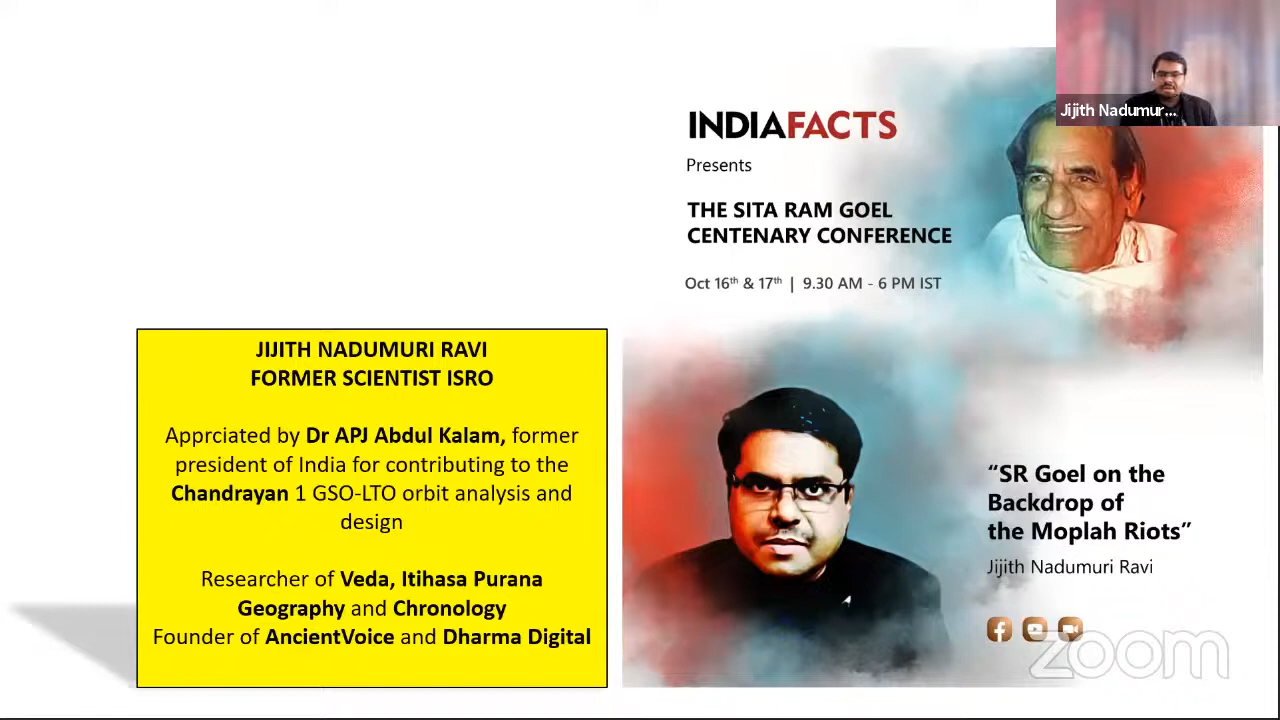 Jijith Nadumur...
INDIAFACTS
Presents
THE SITA RAM GOEL
CENTENARY CONFERENCE
Oct 16th & 17th | 9.30 AM - 6 PM IST
JIJITH NADUMURI RAVI
FORMER SCIENTIST ISRO
Apprciated by Dr APJ Abdul Kalam, former
president of India for contributing to the
Chandrayan 1 GSO-LTO orbit analysis and
design
Researcher of Veda, Itihasa Purana
Geography and Chronology
Founder of AncientVoice and Dharma Digital
“SR Goel on the
Backdrop of
the Moplah Riots”
Jijith Nadumuri Ravi
zoom